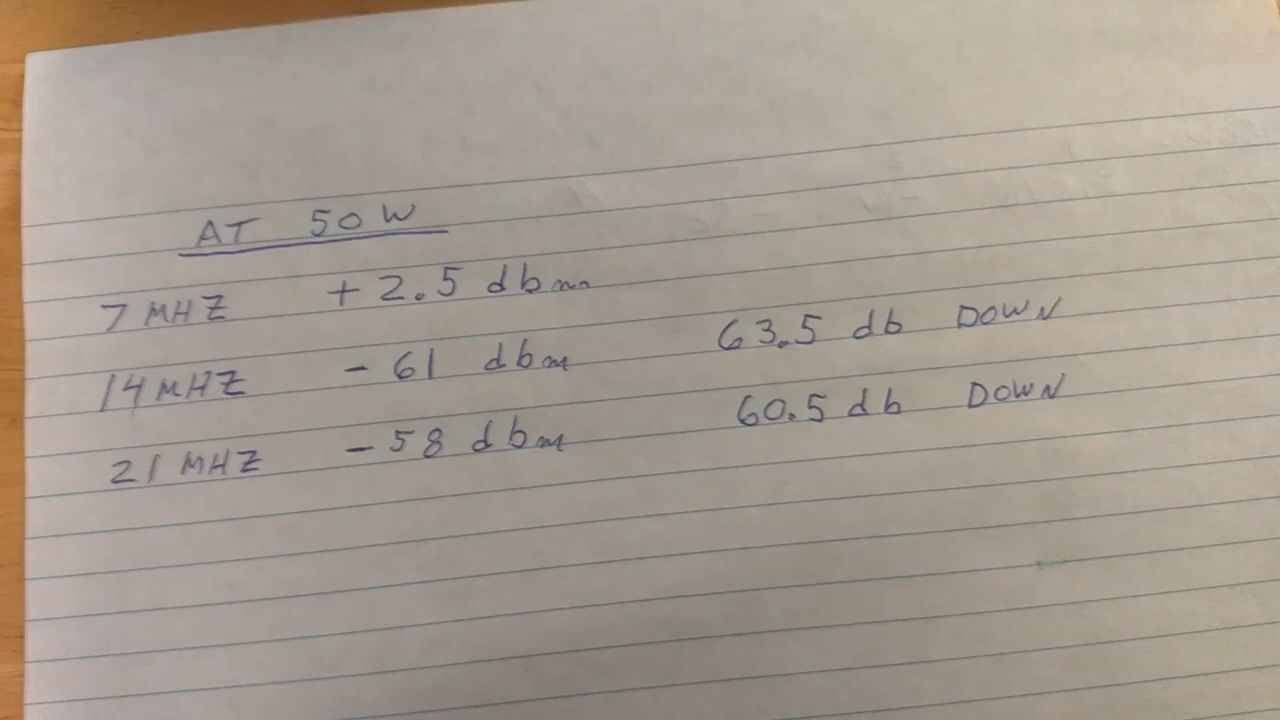 AT 50W
7 MHZ + 2.5 dbm
14 MHZ - 61 dbm 63.5 db DOWN
21 MHZ - 58 dbm 60.5 db DOWN